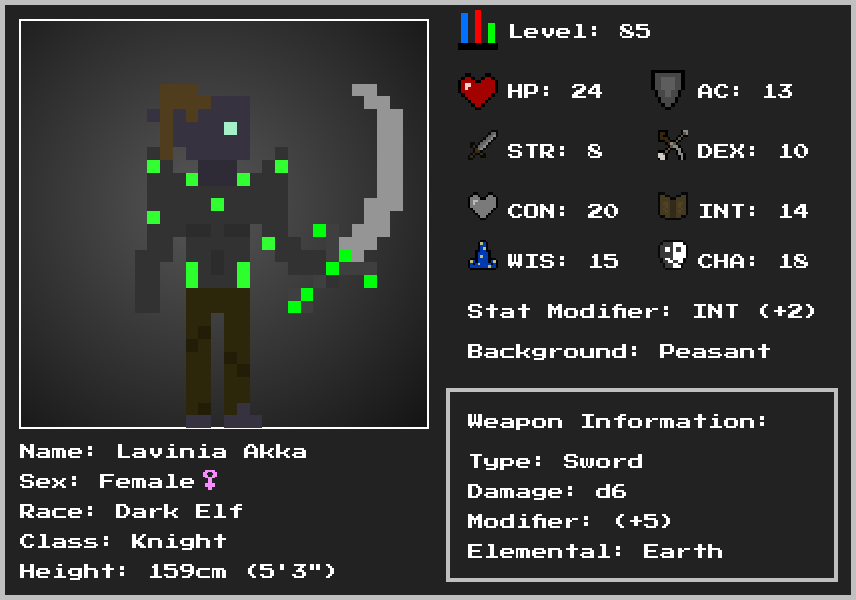 Level: 85
HP: 24
AC: 13
STR: 8
DEX: 10
CON: 20
INT: 14
WIS: 15
CHA: 18
Stat Modifier: INT (+2)
Background: Peasant
Weapon Information:
Type: Sword
Damage: d6
Modifier: (+5)
Elemental: Earth
Name: Lavinia Akka
Sex: Female♀
Race: Dark Elf
Class: Knight
Height: 159cm (5'3")